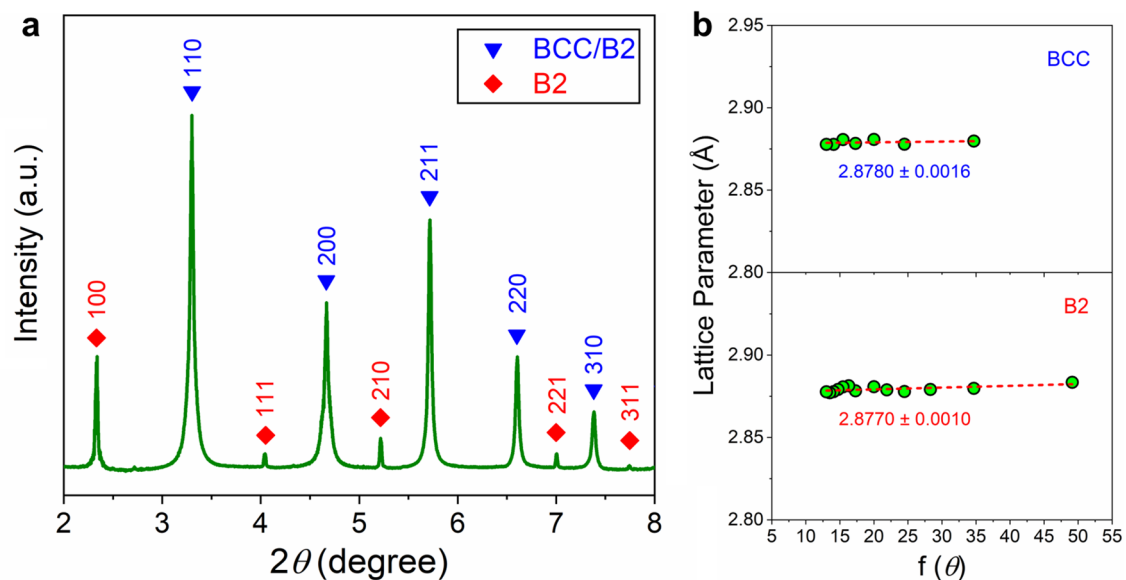 a
BCC/B2
B2
100
110
111
200
210
211
220
221
310
311
Intensity (a.u.)
2 3 4 5 6 7 8
2θ (degree)
b
2.95
BCC
2.90
2.85
2.8780 ± 0.0016
2.80
B2
2.90
2.85
2.8770 ± 0.0010
2.80
Lattice Parameter (Å)
5 10 15 20 25 30 35 40 45 50 55
f (θ)